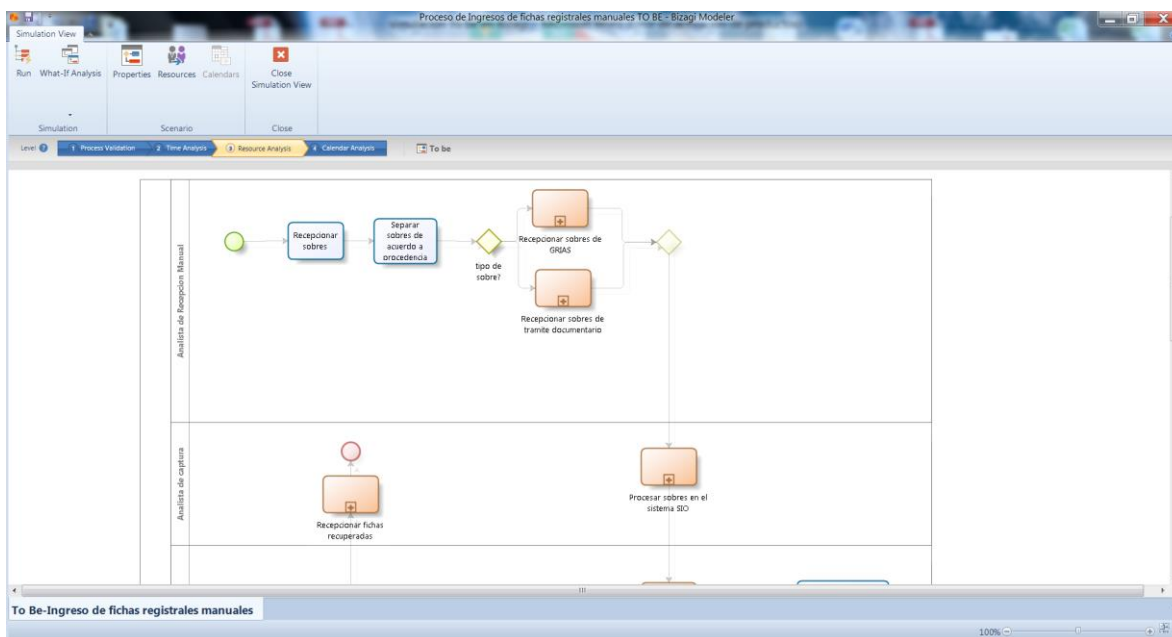 Proceso de Ingresos de fichas registrales manuales TO BE - Bizagi Modeler
Simulation View
Run
What-If Analysis
Properties
Resources
Calendars
Close
Simulation View
Simulation
Scenario
Close
Level
1 Process Validation
2 Time Analysis
3 Resource Analysis
4 Calendar Analysis
To be
Analista de Recepcion Manual
Recepcionar
sobres
Separar
sobres de
acuerdo a
procedencia
tipo de
sobre?
Recepcionar sobres de
GRIAS
Recepcionar sobres de
tramite documentario
Analista de captura
Recepcionar fichas
recuperadas
Procesar sobres en el
sistema SIO
To Be-Ingreso de fichas registrales manuales
100%